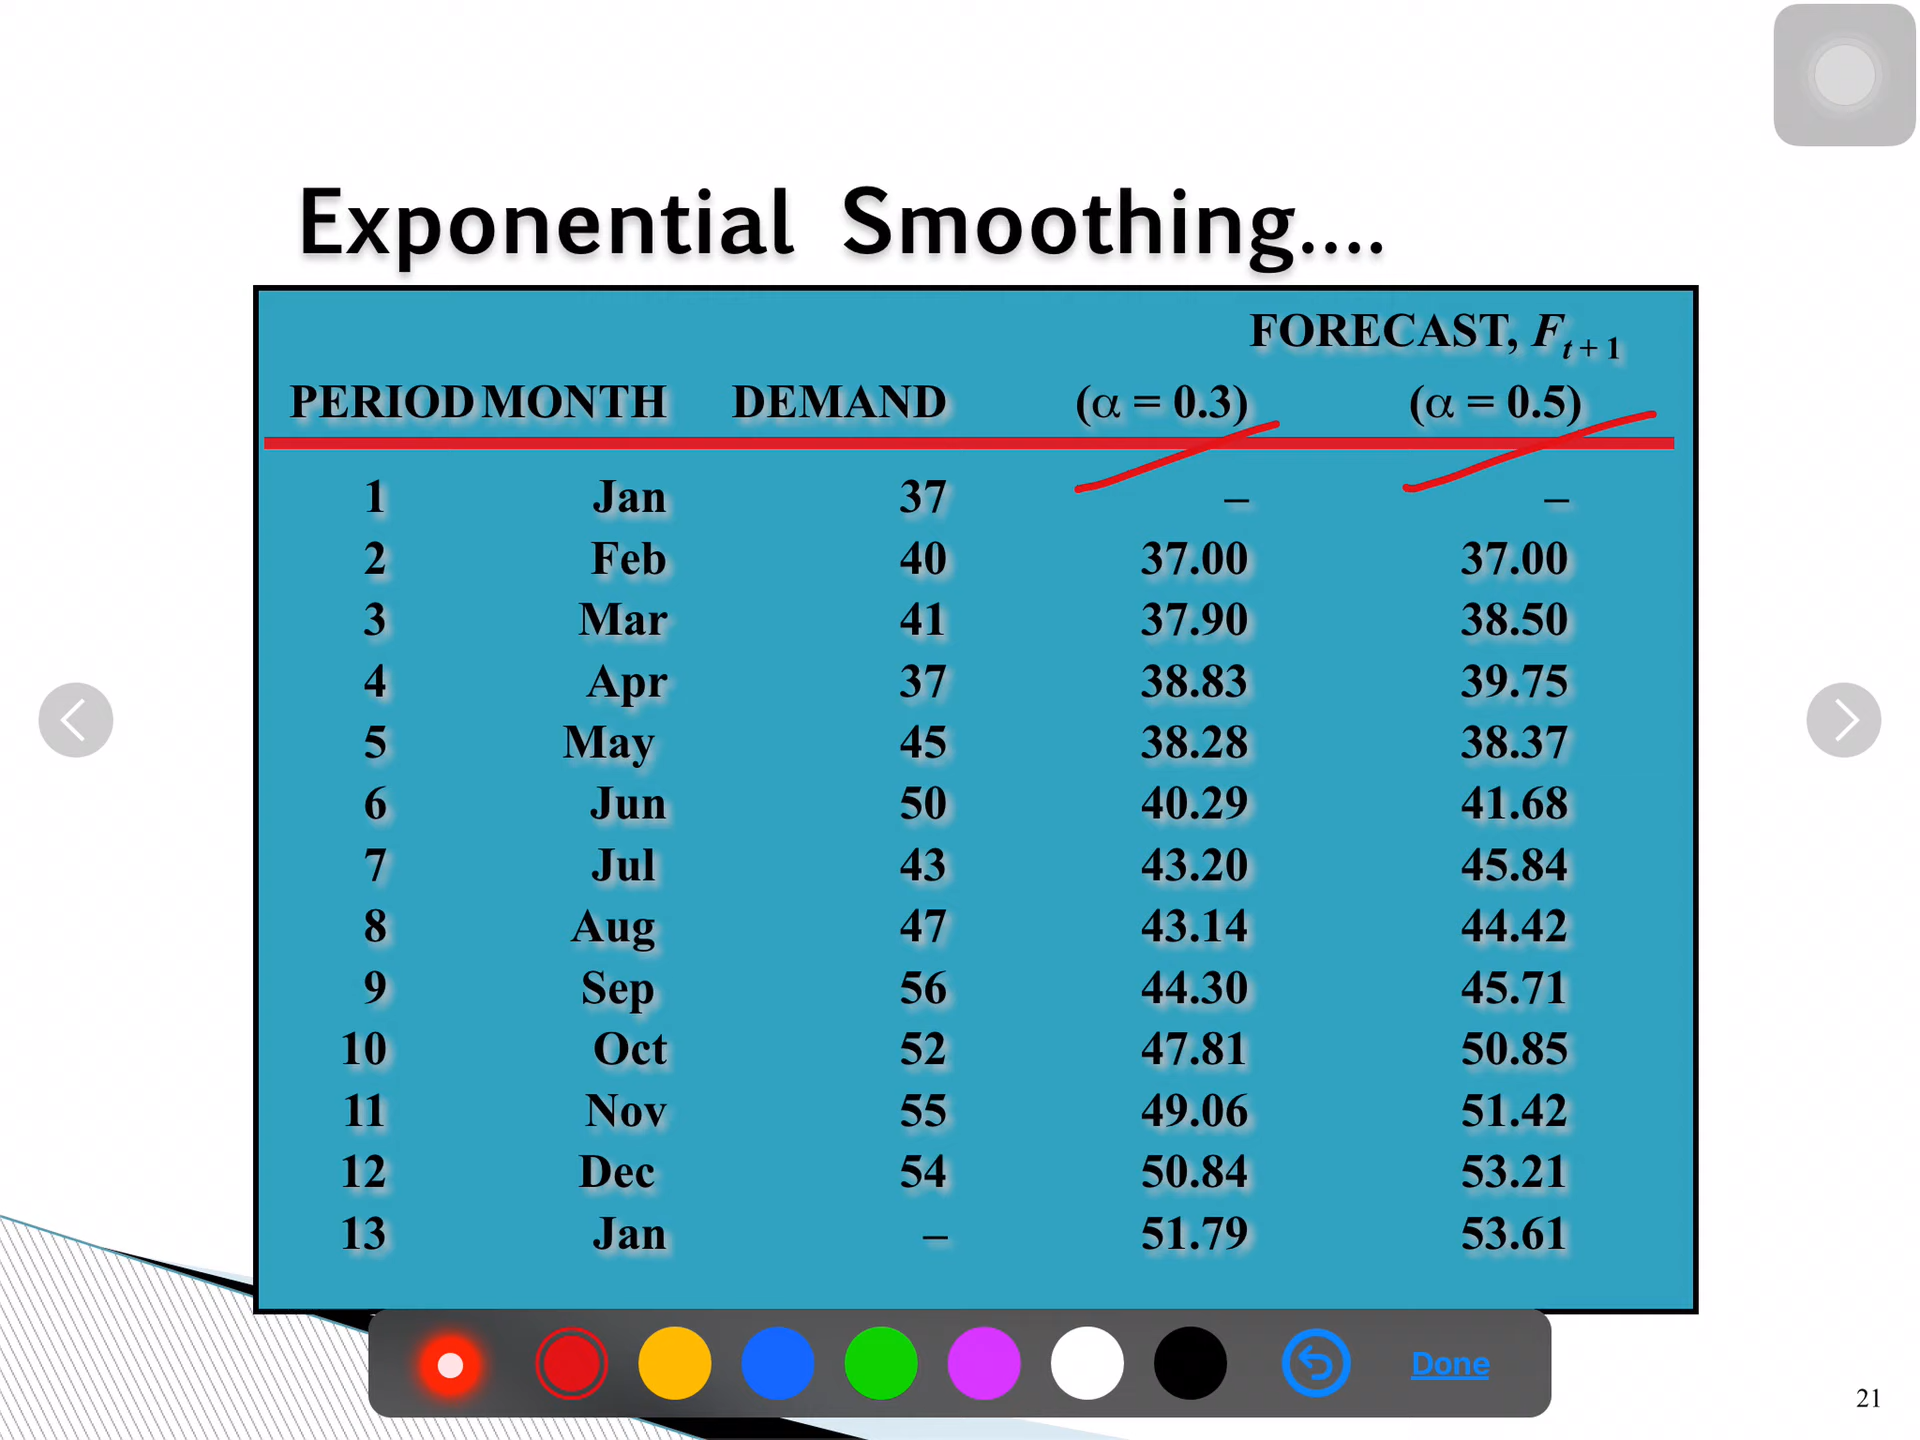 Exponential Smoothing....
FORECAST, Ft + 1
PERIOD MONTH DEMAND (α = 0.3) (α = 0.5)
1 Jan 37 – –
2 Feb 40 37.00 37.00
3 Mar 41 37.90 38.50
4 Apr 37 38.83 39.75
5 May 45 38.28 38.37
6 Jun 50 40.29 41.68
7 Jul 43 43.20 45.84
8 Aug 47 43.14 44.42
9 Sep 56 44.30 45.71
10 Oct 52 47.81 50.85
11 Nov 55 49.06 51.42
12 Dec 54 50.84 53.21
13 Jan – 51.79 53.61
Done
21